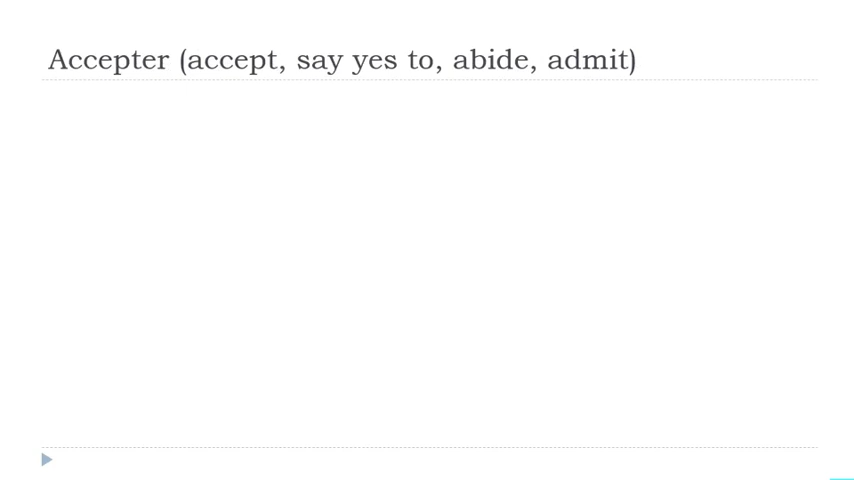 Accepter (accept, say yes to, abide, admit)